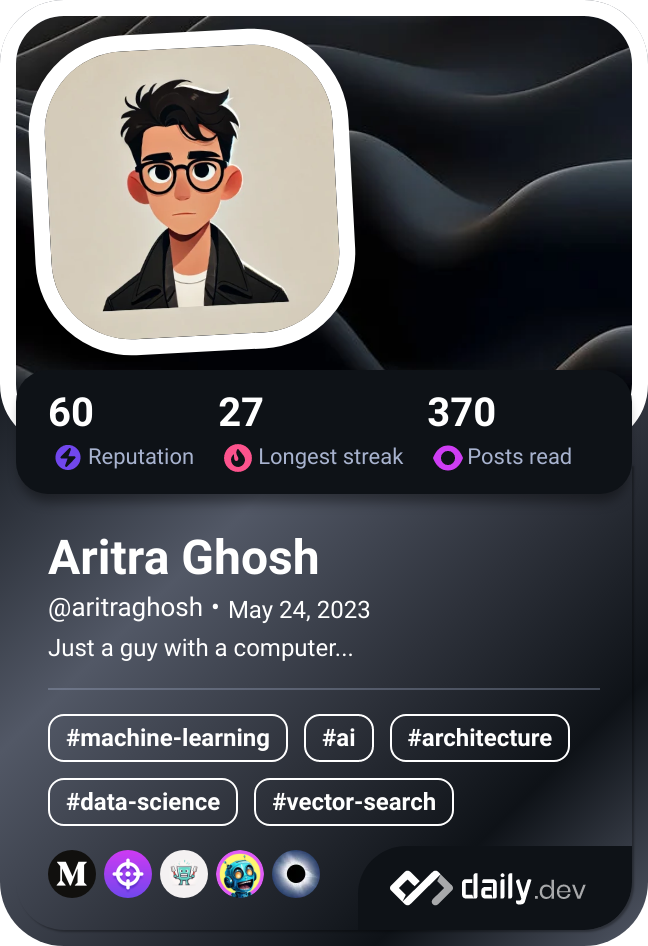 60 27 370
Reputation Longest streak Posts read
Aritra Ghosh
@aritraghosh • May 24, 2023
Just a guy with a computer...
#machine-learning #ai #architecture
#data-science #vector-search
M daily.dev